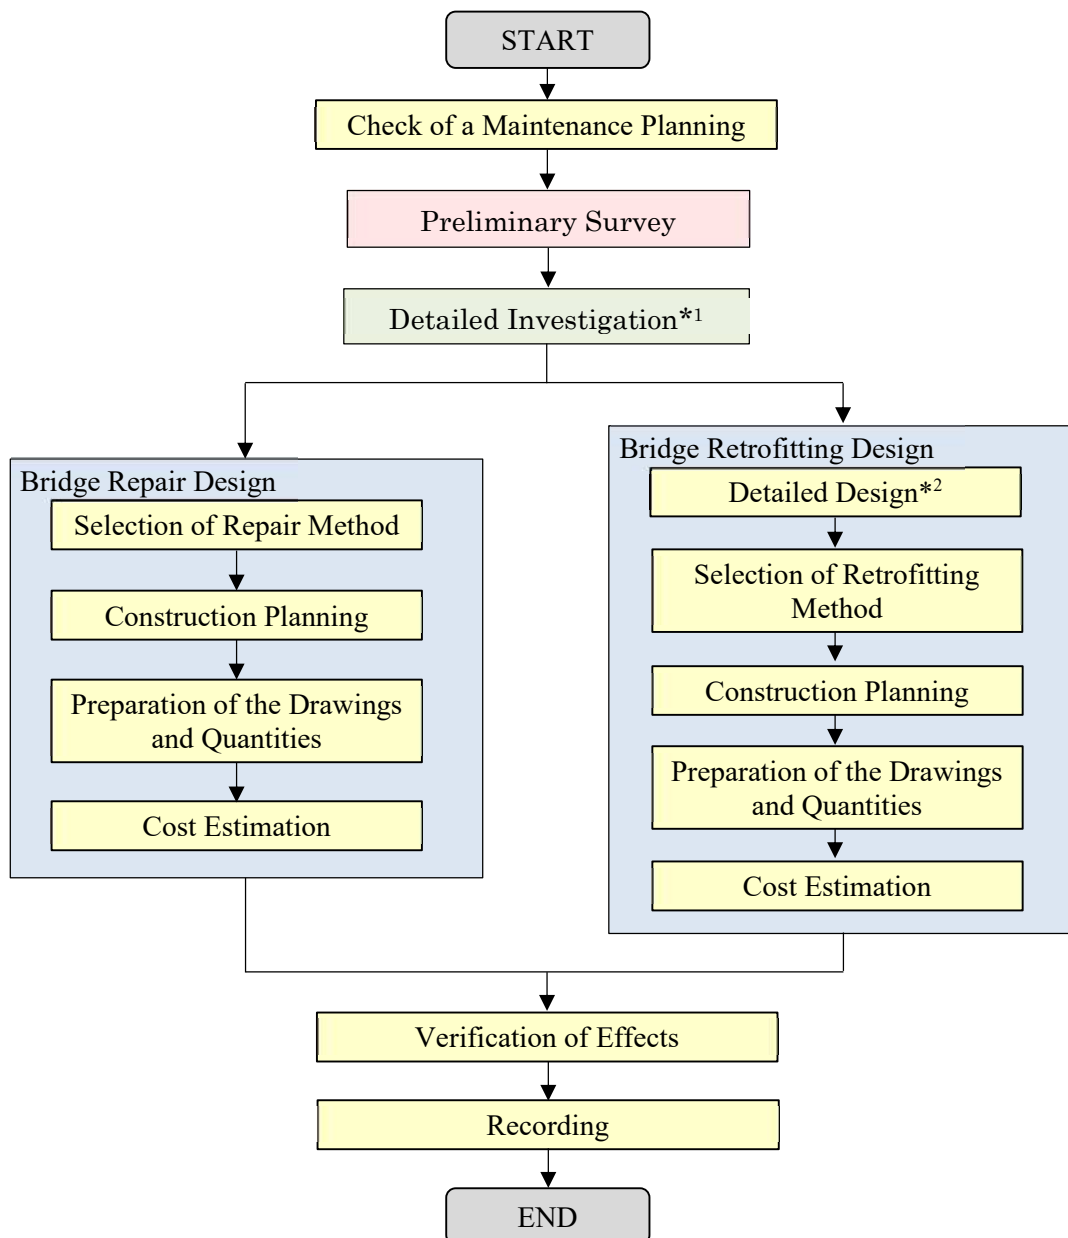 START
Check of a Maintenance Planning
Preliminary Survey
Detailed Investigation*1
Bridge Repair Design
Selection of Repair Method
Construction Planning
Preparation of the Drawings
and Quantities
Cost Estimation
Bridge Retrofitting Design
Detailed Design*2
Selection of Retrofitting
Method
Construction Planning
Preparation of the Drawings
and Quantities
Cost Estimation
Verification of Effects
Recording
END